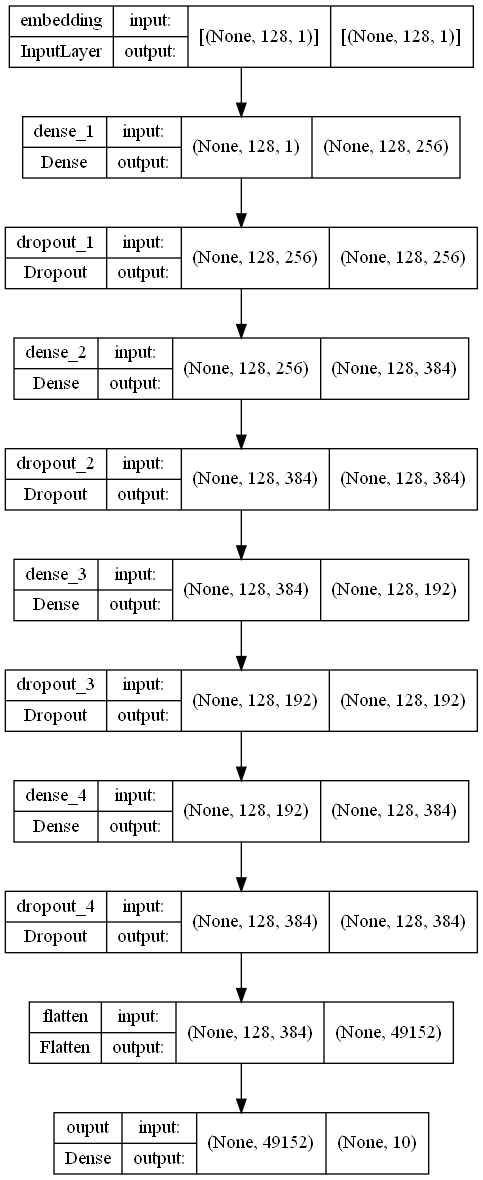 embedding input: [(None, 128, 1)] [(None, 128, 1)]
InputLayer output:
dense_1 input: (None, 128, 1) (None, 128, 256)
Dense output:
dropout_1 input: (None, 128, 256) (None, 128, 256)
Dropout output:
dense_2 input: (None, 128, 256) (None, 128, 384)
Dense output:
dropout_2 input: (None, 128, 384) (None, 128, 384)
Dropout output:
dense_3 input: (None, 128, 384) (None, 128, 192)
Dense output:
dropout_3 input: (None, 128, 192) (None, 128, 192)
Dropout output:
dense_4 input: (None, 128, 192) (None, 128, 384)
Dense output:
dropout_4 input: (None, 128, 384) (None, 128, 384)
Dropout output:
flatten input: (None, 128, 384) (None, 49152)
Flatten output:
ouput input: (None, 49152) (None, 10)
Dense output: